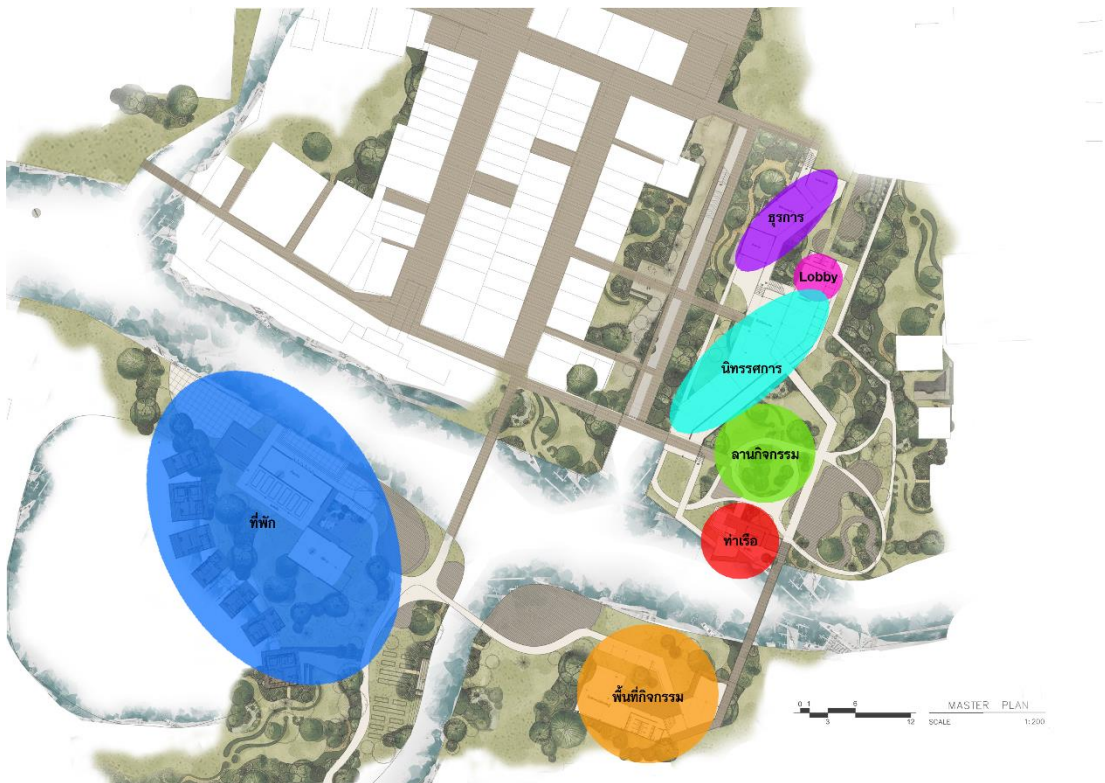 ธุรการ
Lobby
นิทรรศการ
ลานกิจกรรม
ที่พัก
ท่าเรือ
พื้นที่กิจกรรม
0 1 6
3 12
MASTER PLAN
SCALE 1:200